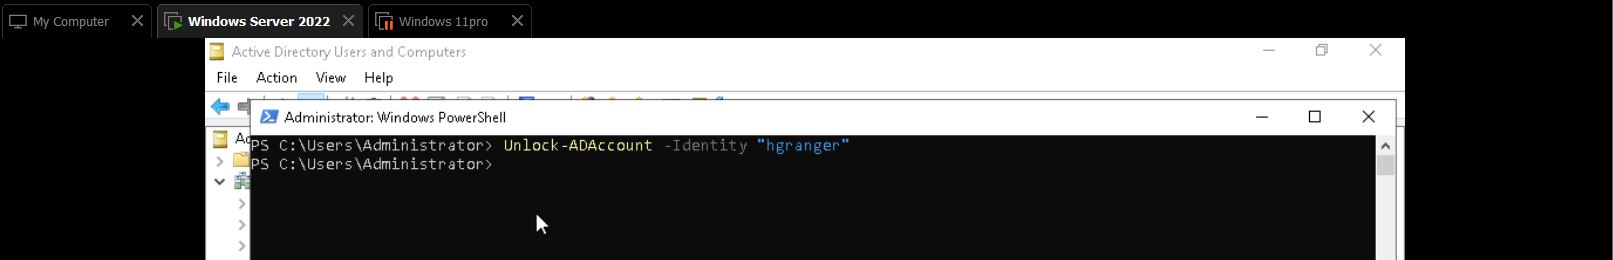 My Computer
Windows Server 2022
Windows 11pro
Active Directory Users and Computers
File Action View Help
Administrator: Windows PowerShell
PS C:\Users\Administrator> Unlock-ADAccount -Identity "hgranger"
PS C:\Users\Administrator>